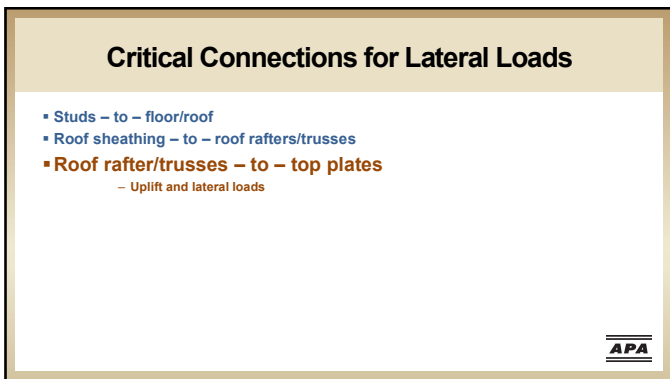 Critical Connections for Lateral Loads
▪ Studs – to – floor/roof
▪ Roof sheathing – to – roof rafters/trusses
▪ Roof rafter/trusses – to – top plates
– Uplift and lateral loads
APA